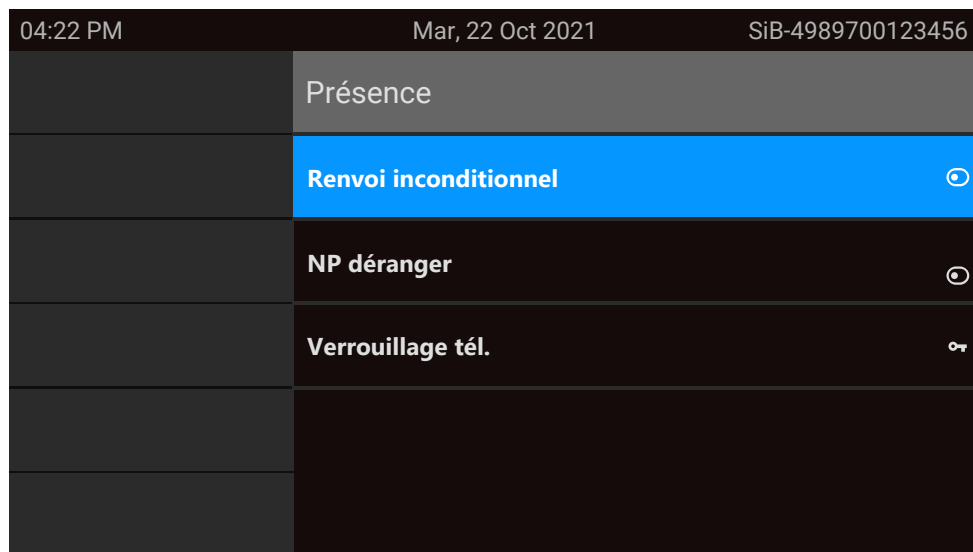 04:22 PM Mar, 22 Oct 2021 SiB-4989700123456
Présence
Renvoi inconditionnel
NP déranger
Verrouillage tél.